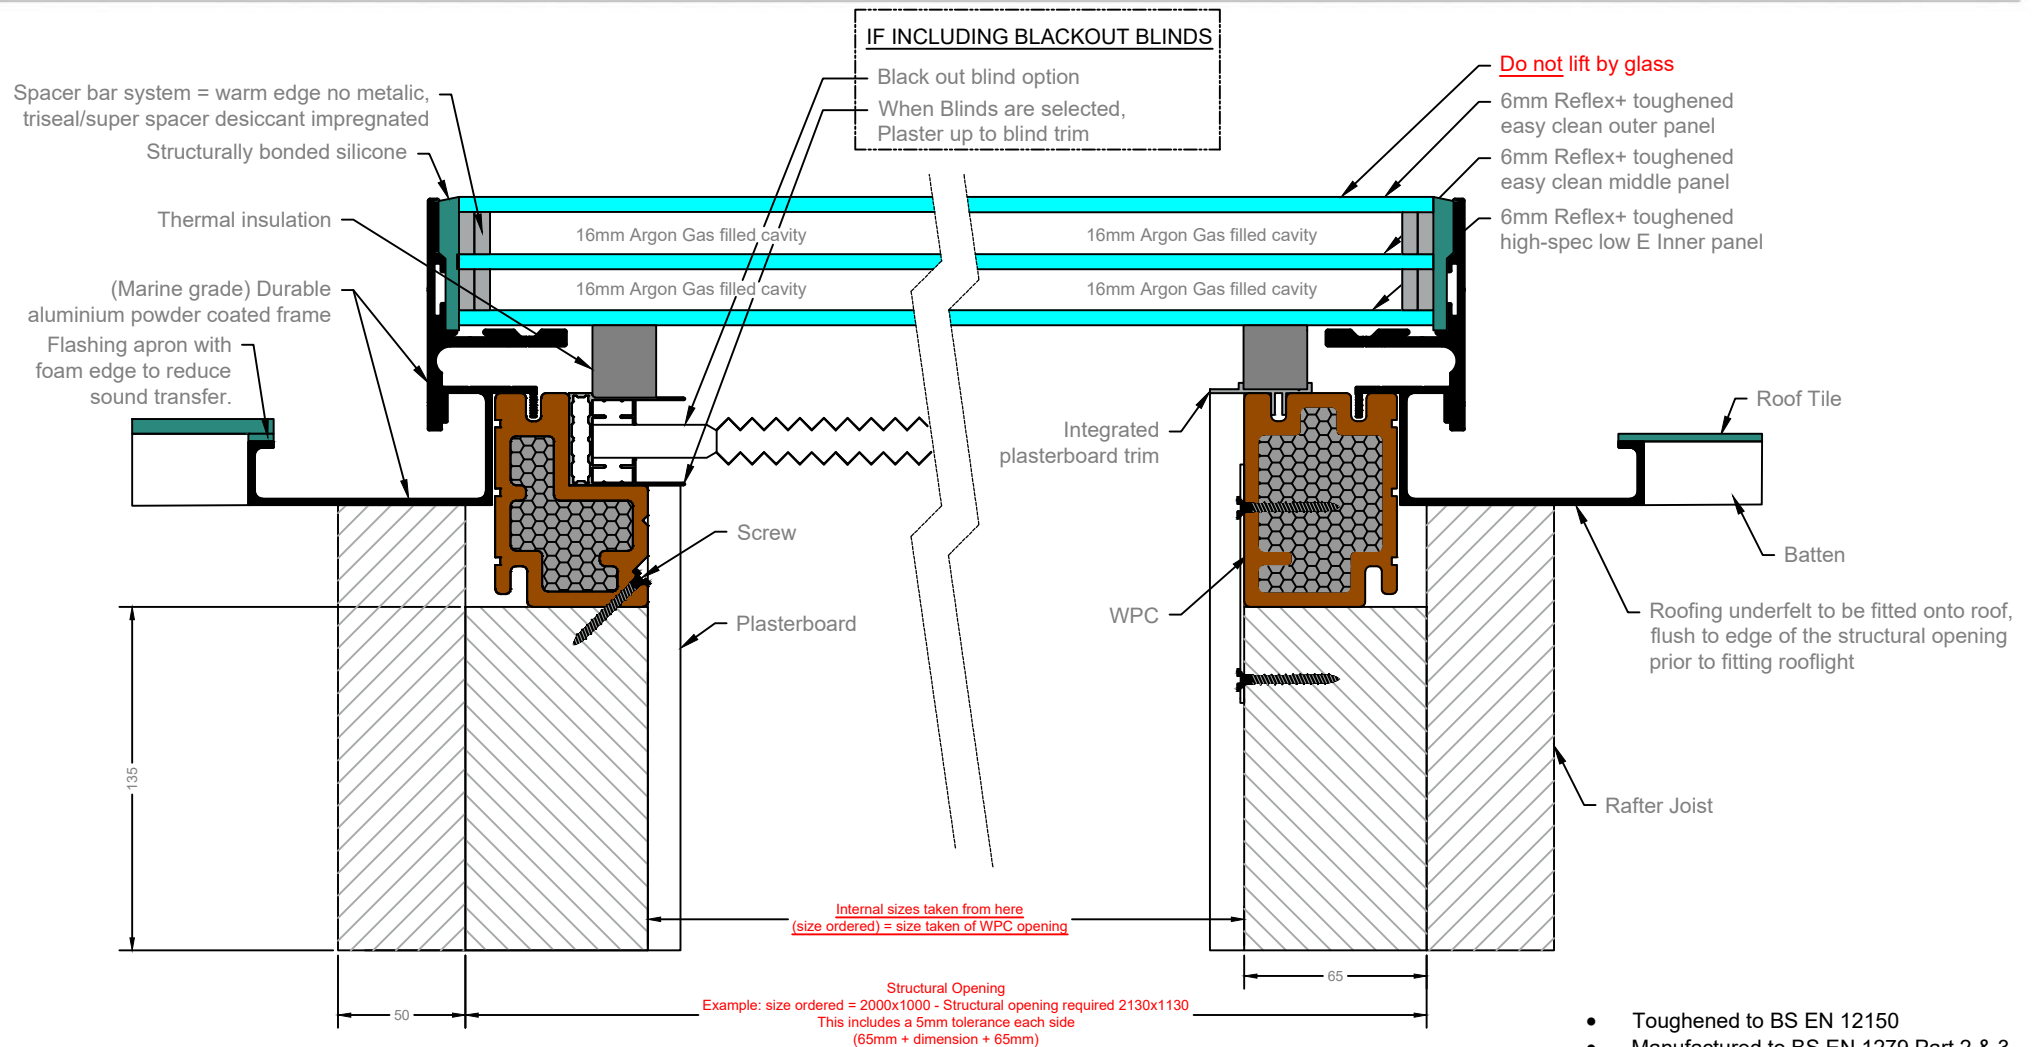 IF INCLUDING BLACKOUT BLINDS
Black out blind option
When Blinds are selected,
Plaster up to blind trim
Spacer bar system = warm edge no metalic,
triseal/super spacer desiccant impregnated
Structurally bonded silicone
Thermal insulation
(Marine grade) Durable
aluminium powder coated frame
Flashing apron with
foam edge to reduce
sound transfer.
Do not lift by glass
6mm Reflex+ toughened
easy clean outer panel
6mm Reflex+ toughened
easy clean middle panel
6mm Reflex+ toughened
high-spec low E Inner panel
16mm Argon Gas filled cavity
16mm Argon Gas filled cavity
16mm Argon Gas filled cavity
16mm Argon Gas filled cavity
Integrated
plasterboard trim
Roof Tile
Batten
Screw
Plasterboard
WPC
Roofing underfelt to be fitted onto roof,
flush to edge of the structural opening
prior to fitting rooflight
Rafter Joist
135
Internal sizes taken from here
(size ordered) = size taken of WPC opening
65
50
Structural Opening
Example: size ordered = 2000x1000 - Structural opening required 2130x1130
This includes a 5mm tolerance each side
(65mm + dimension + 65mm)
• Toughened to BS EN 12150
• Manufactured to BS EN 1279 Part 2 & 3